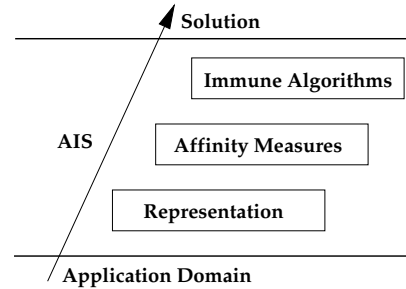 Solution
Immune Algorithms
AIS
Affinity Measures
Representation
Application Domain